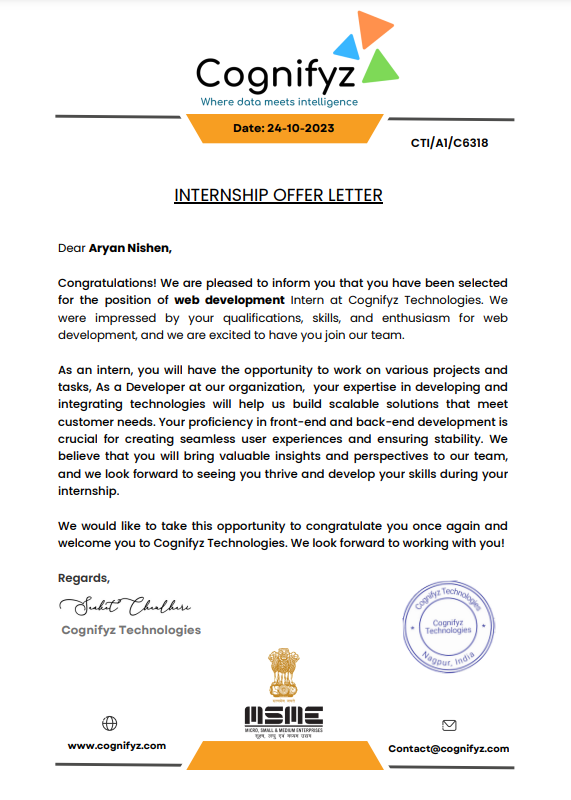 Cognifyz
Where data meets intelligence
Date: 24-10-2023
CTI/A1/C6318
INTERNSHIP OFFER LETTER
Dear Aryan Nishen,
Congratulations! We are pleased to inform you that you have been selected
for the position of web development Intern at Cognifyz Technologies. We
were impressed by your qualifications, skills, and enthusiasm for web
development, and we are excited to have you join our team.
As an intern, you will have the opportunity to work on various projects and
tasks, As a Developer at our organization, your expertise in developing and
integrating technologies will help us build scalable solutions that meet
customer needs. Your proficiency in front-end and back-end development is
crucial for creating seamless user experiences and ensuring stability. We
believe that you will bring valuable insights and perspectives to our team,
and we look forward to seeing you thrive and develop your skills during your
internship.
We would like to take this opportunity to congratulate you once again and
welcome you to Cognifyz Technologies. We look forward to working with you!
Regards,
Cognifyz Technologies
Cognifyz Technologies
Cognifyz
Technologies
Nagpur, India
MSME
MICRO, SMALL & MEDIUM ENTERPRISES
सूक्ष्म, लघु एवं मध्यम उद्यम
www.cognifyz.com
Contact@cognifyz.com